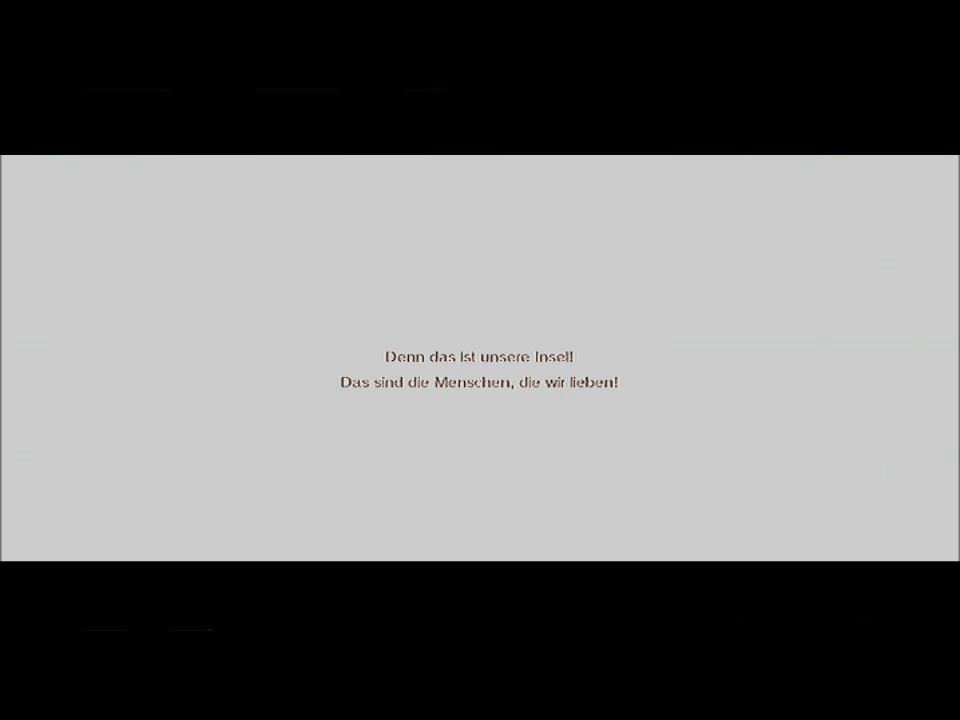 Denn das ist unsere Insel!
Das sind die Menschen, die wir lieben!